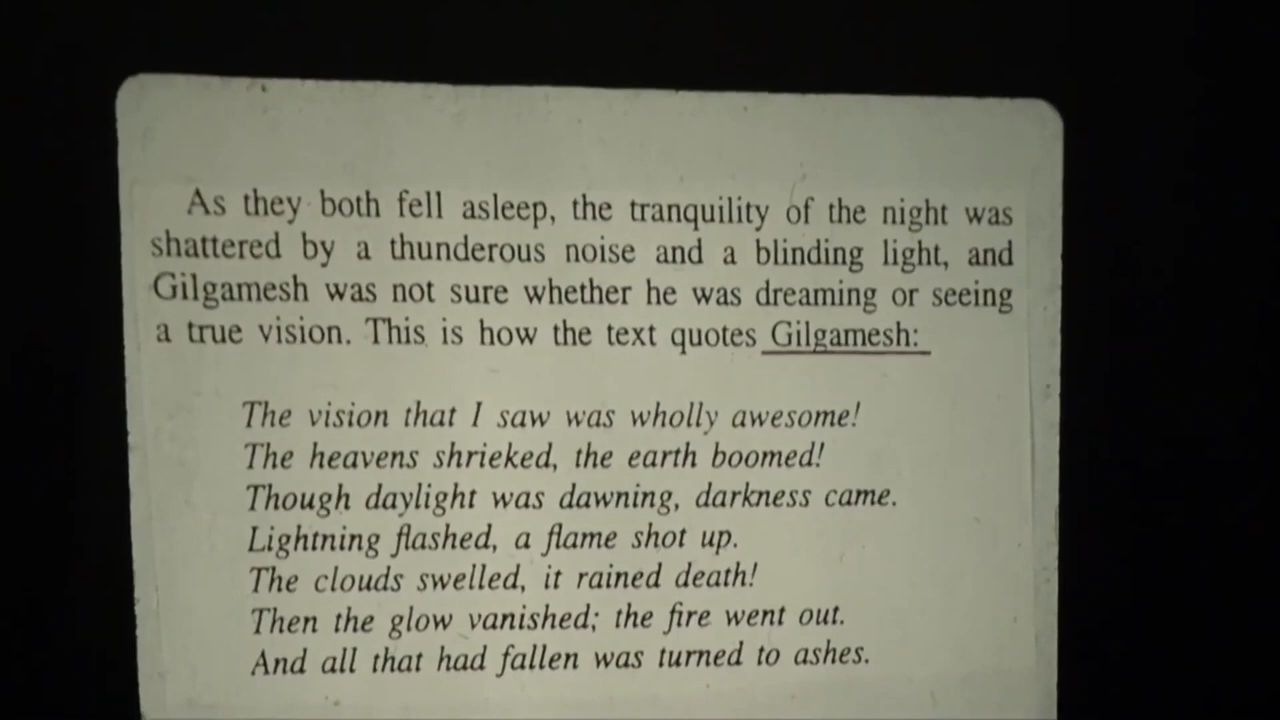 As they both fell asleep, the tranquility of the night was
shattered by a thunderous noise and a blinding light, and
Gilgamesh was not sure whether he was dreaming or seeing
a true vision. This is how the text quotes Gilgamesh:
The vision that I saw was wholly awesome!
The heavens shrieked, the earth boomed!
Though daylight was dawning, darkness came.
Lightning flashed, a flame shot up.
The clouds swelled, it rained death!
Then the glow vanished; the fire went out.
And all that had fallen was turned to ashes.